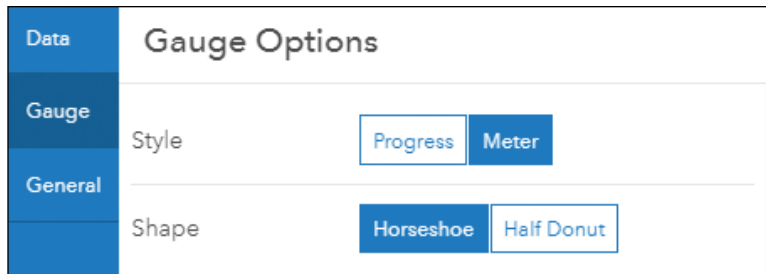 Data
Gauge
General
Gauge Options
Style
Progress Meter
Shape
Horseshoe Half Donut